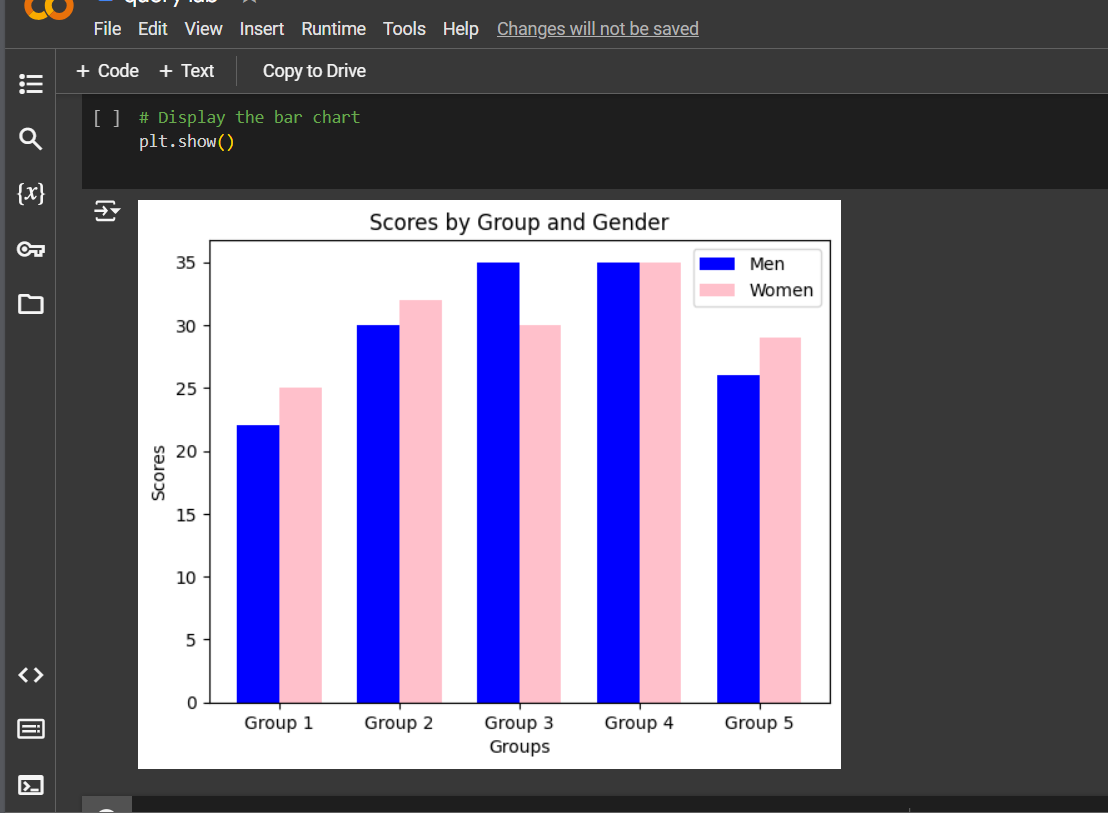 File Edit View Insert Runtime Tools Help Changes will not be saved
+ Code + Text Copy to Drive
[ ] # Display the bar chart
plt.show()
{x}
Scores by Group and Gender
Men
Women
35
30
25
20
15
10
5
0
Scores
Group 1 Group 2 Group 3 Group 4 Group 5
Groups